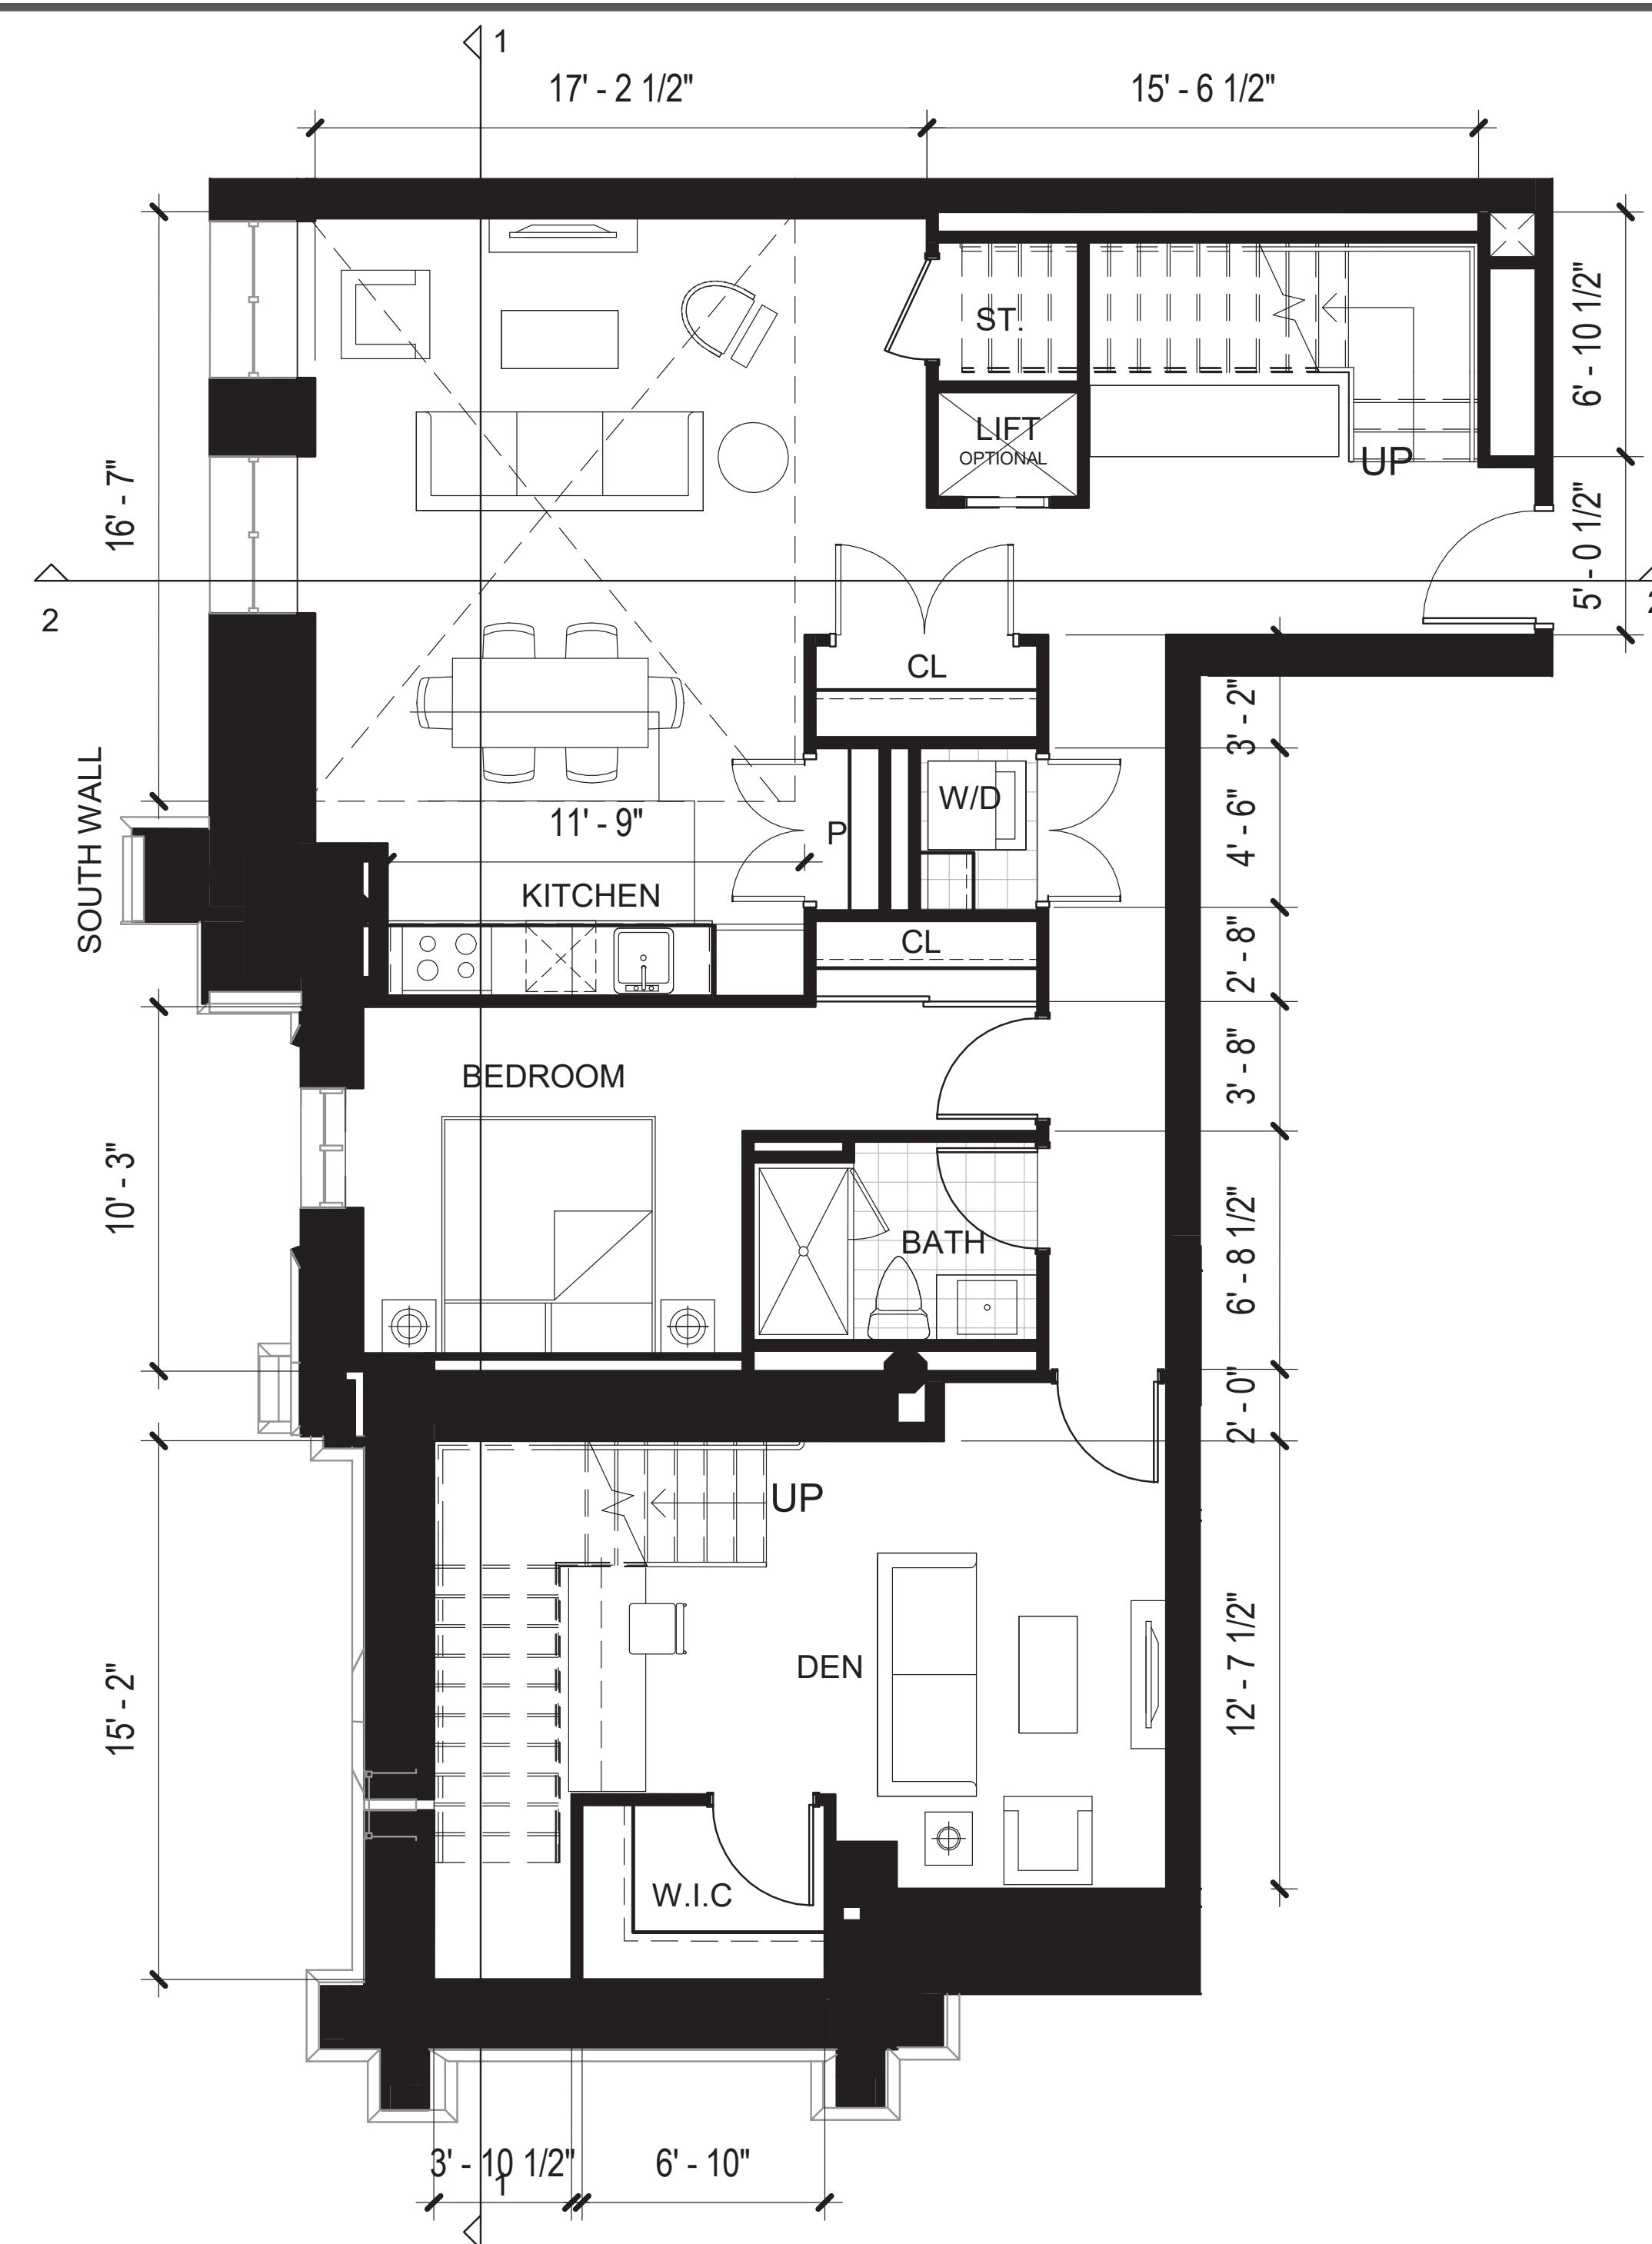 1
17' - 2 1/2"
15' - 6 1/2"
6' - 10 1/2"
ST.
LIFT
OPTIONAL
UP
16' - 7"
5' - 0 1/2"
2
CL
3' - 2"
SOUTH WALL
W/D
11' - 9"
P
4' - 6"
KITCHEN
CL
2' - 8"
BEDROOM
3' - 8"
10' - 3"
BATH
6' - 8 1/2"
2' - 0"
UP
15' - 2"
DEN
12' - 7 1/2"
W.I.C
3' - 10 1/2"
6' - 10"
1